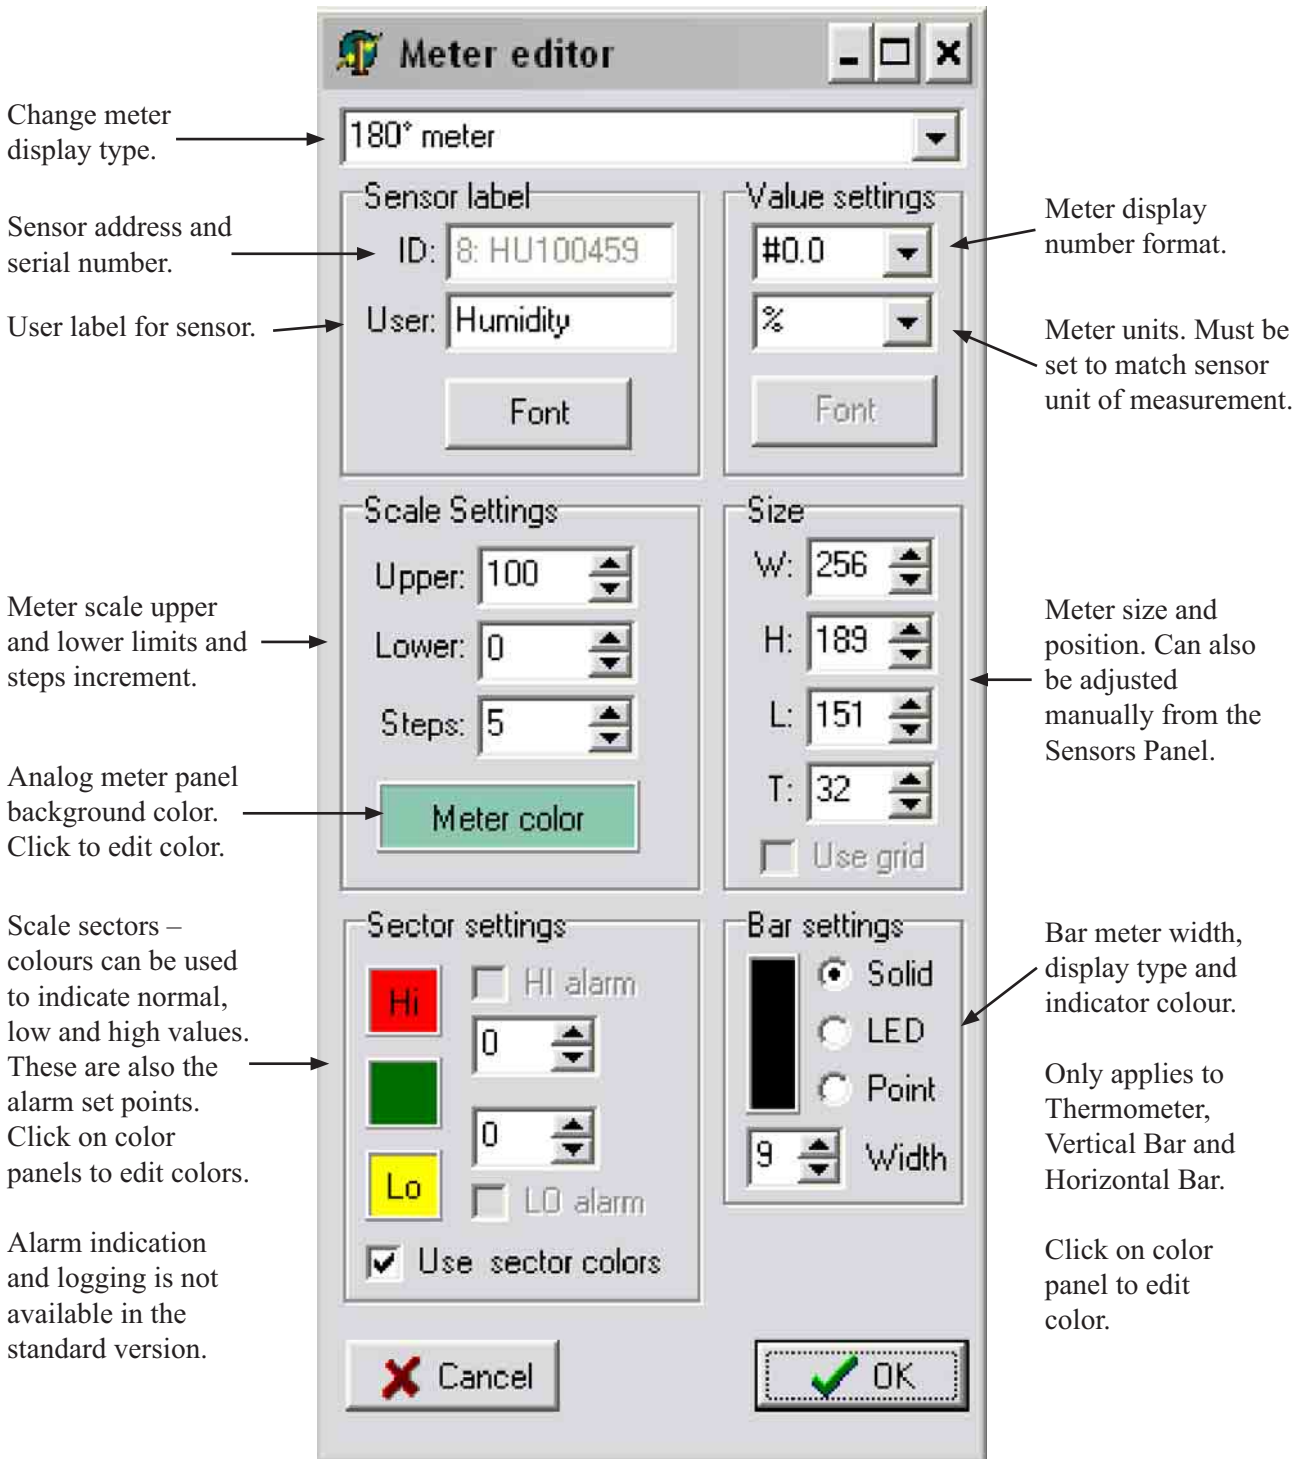 Meter editor
Change meter
display type.
180° meter
Sensor label
Sensor address and
serial number.
ID: 8: HU100459
User label for sensor.
User: Humidity
Font
Value settings
#0.0
%
Font
Meter display
number format.
Meter units. Must be
set to match sensor
unit of measurement.
Scale Settings
Upper: 100
Lower: 0
Steps: 5
Meter color
Meter scale upper
and lower limits and
steps increment.
Analog meter panel
background color.
Click to edit color.
Size
W: 256
H: 189
L: 151
T: 32
Use grid
Meter size and
position. Can also
be adjusted
manually from the
Sensors Panel.
Scale sectors –
colours can be used
to indicate normal,
low and high values.
These are also the
alarm set points.
Click on color
panels to edit colors.
Alarm indication
and logging is not
available in the
standard version.
Sector settings
Hi
HI alarm
0
0
Lo
LO alarm
Use sector colors
Bar settings
Solid
LED
Point
9 Width
Bar meter width,
display type and
indicator colour.
Only applies to
Thermometer,
Vertical Bar and
Horizontal Bar.
Click on color
panel to edit
color.
Cancel
OK